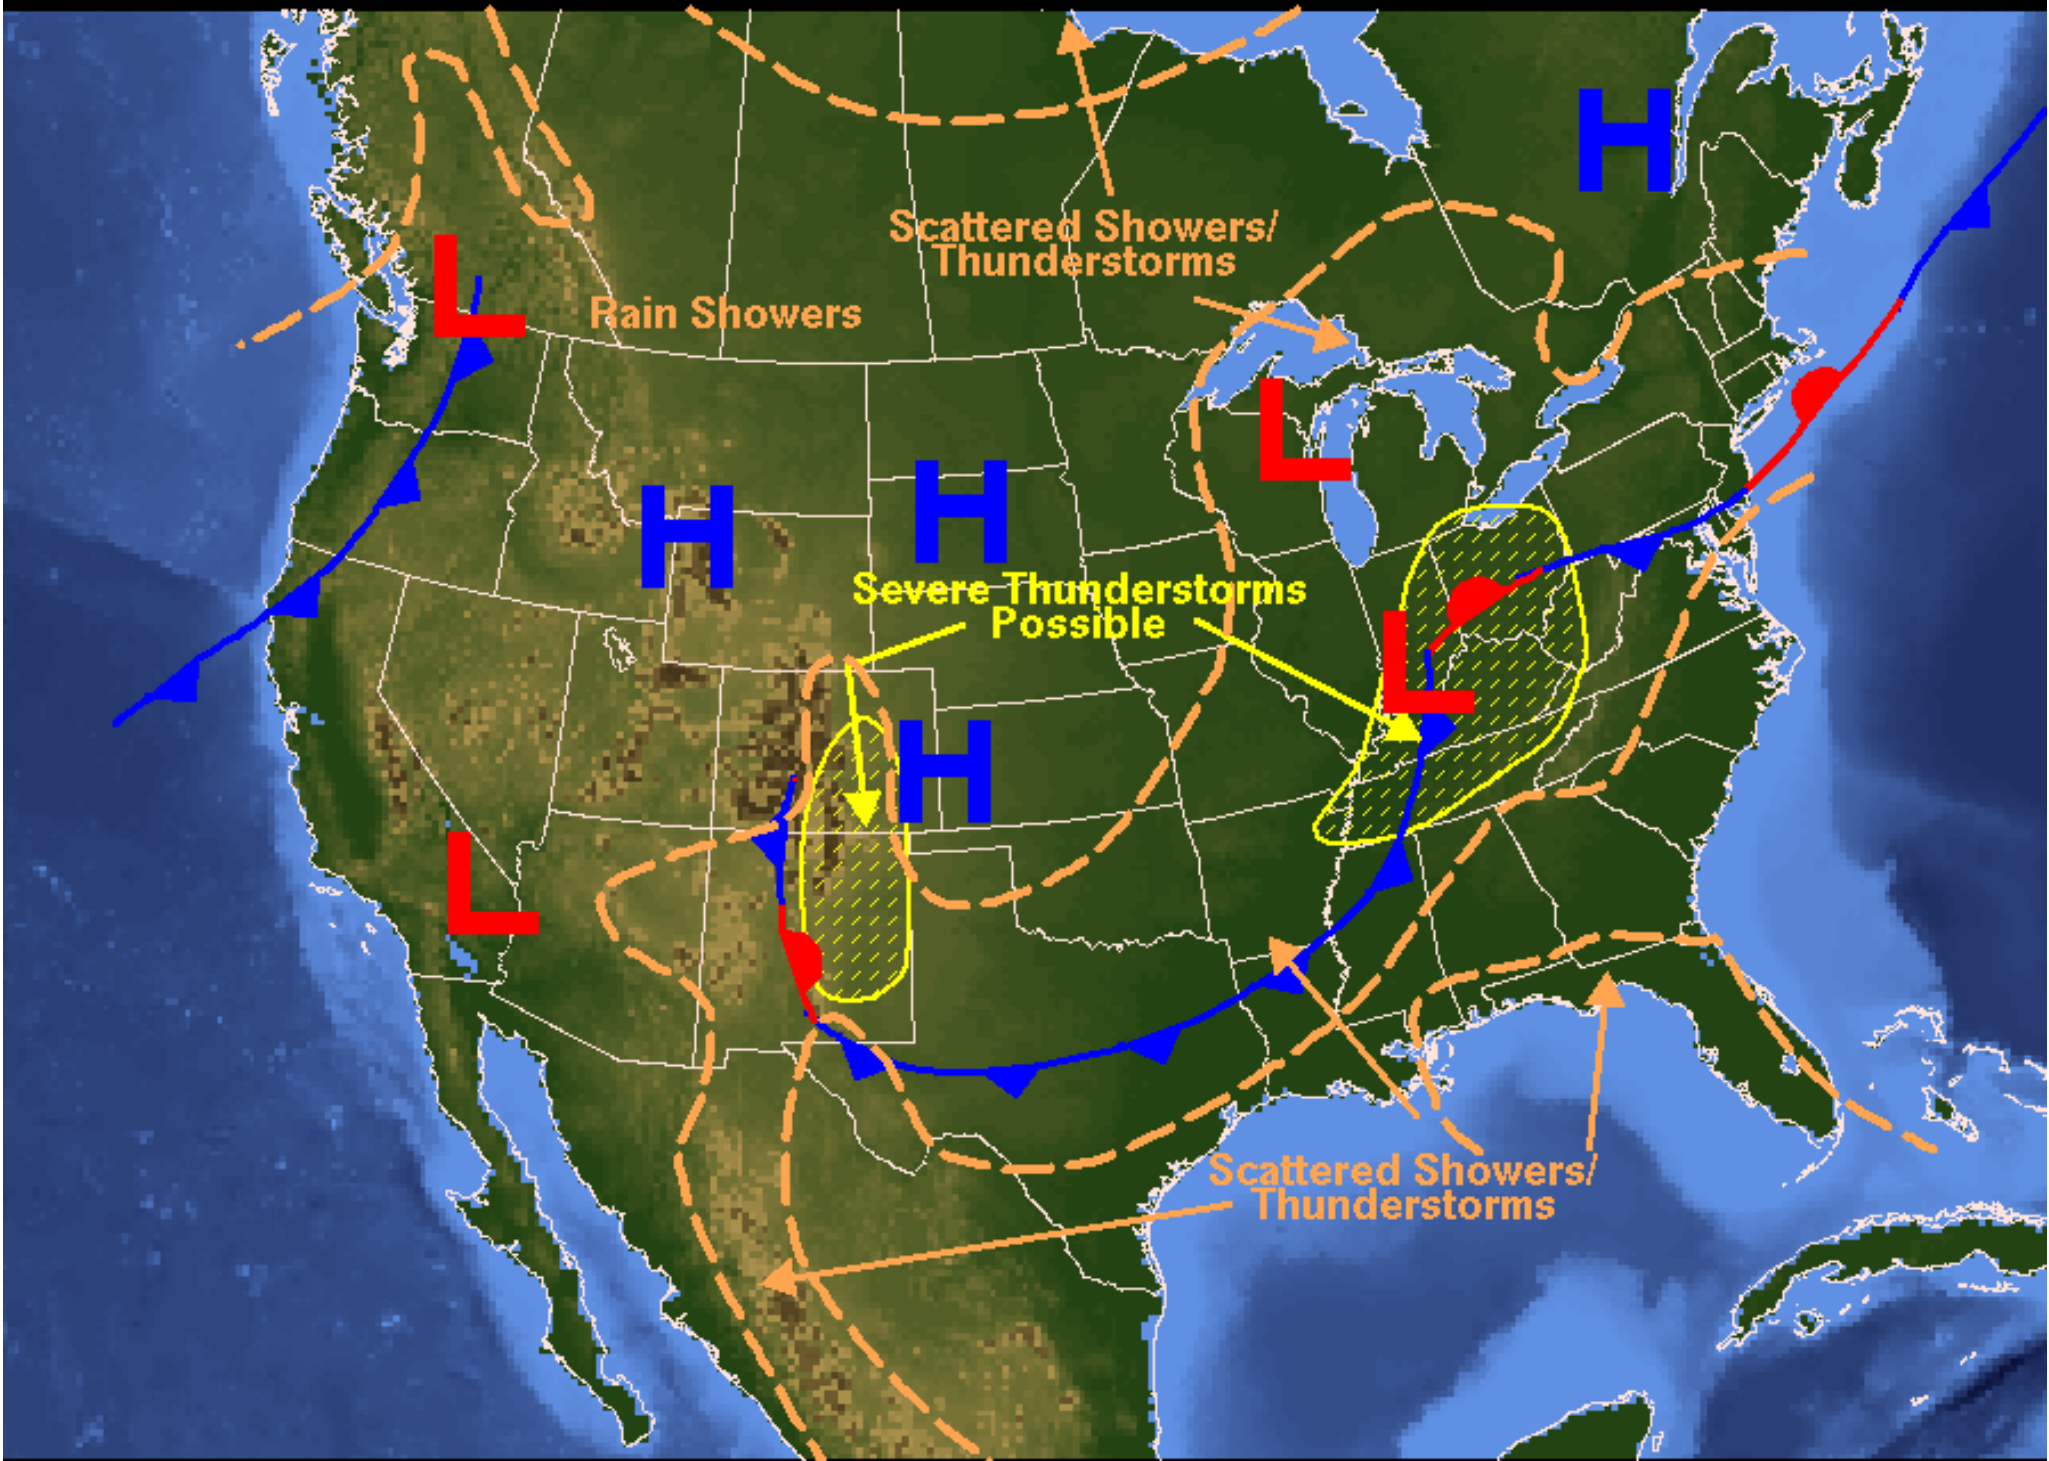 H
Scattered Showers/
Thunderstorms
L
Rain Showers
L
H
H
Severe Thunderstorms
Possible
L
H
L
Scattered Showers/
Thunderstorms